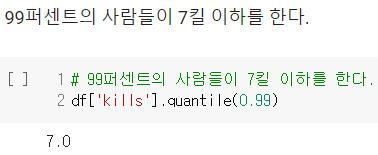 99퍼센트의 사람들이 7킬 이하를 한다.
[ ] 1 # 99퍼센트의 사람들이 7킬 이하를 한다.
2 df['kills'].quantile(0.99)
7.0